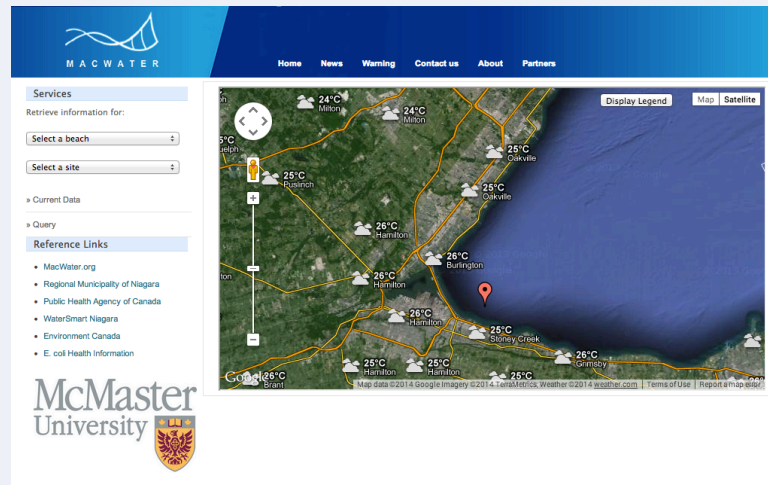 MACWATER
Home News Warning Contact us About Partners
Services
Retrieve information for:
Select a beach
Select a site
» Current Data
» Query
Reference Links
• MacWater.org
• Regional Municipality of Niagara
• Public Health Agency of Canada
• WaterSmart Niagara
• Environment Canada
• E. coli Health Information
McMaster
University
Display Legend
Map Satellite
24°C
Milton
24°C
Milton
25°C
Oakville
25°C
Puslinch
25°C
Oakville
26°C
Hamilton
26°C
Burlington
26°C
Hamilton
26°C
Hamilton
25°C
Stoney Creek
26°C
Grimsby
25°C
Hamilton
25°C
Hamilton
25°C
26°C
Brant
Google
Map data ©2014 Google Imagery ©2014 TerraMetrics, Weather ©2014 weather.com
Terms of Use
Report a map error